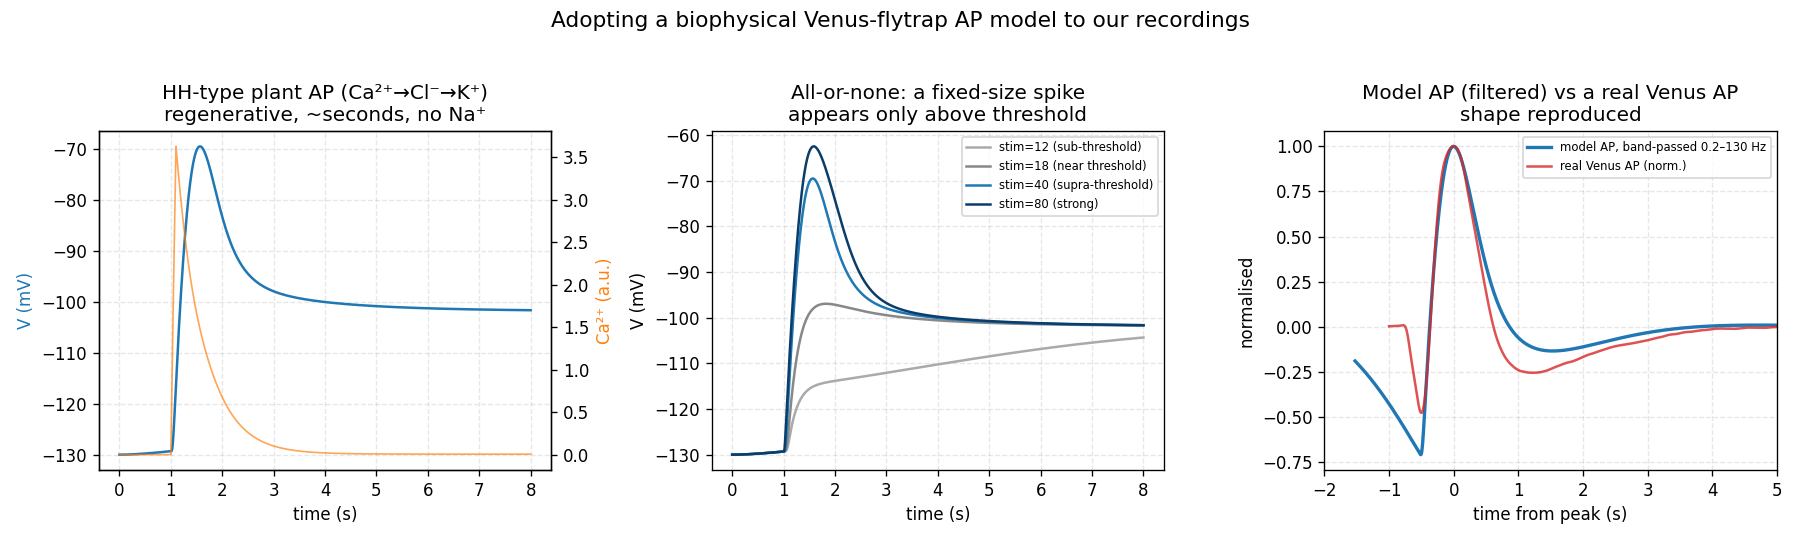 Adopting a biophysical Venus-flytrap AP model to our recordings
HH-type plant AP (Ca²⁺→Cl⁻→K⁺)
regenerative, ~seconds, no Na⁺
−70
−80
−90
−100
−110
−120
−130
V (mV)
0 1 2 3 4 5 6 7 8
time (s)
3.5
3.0
2.5
2.0
1.5
1.0
0.5
0.0
Ca²⁺ (a.u.)
All-or-none: a fixed-size spike
appears only above threshold
−60
−70
−80
−90
−100
−110
−120
−130
V (mV)
stim=12 (sub-threshold)
stim=18 (near threshold)
stim=40 (supra-threshold)
stim=80 (strong)
0 1 2 3 4 5 6 7 8
time (s)
Model AP (filtered) vs a real Venus AP
shape reproduced
1.00
0.75
0.50
0.25
0.00
−0.25
−0.50
−0.75
normalised
model AP, band-passed 0.2–130 Hz
real Venus AP (norm.)
−2 −1 0 1 2 3 4 5
time from peak (s)